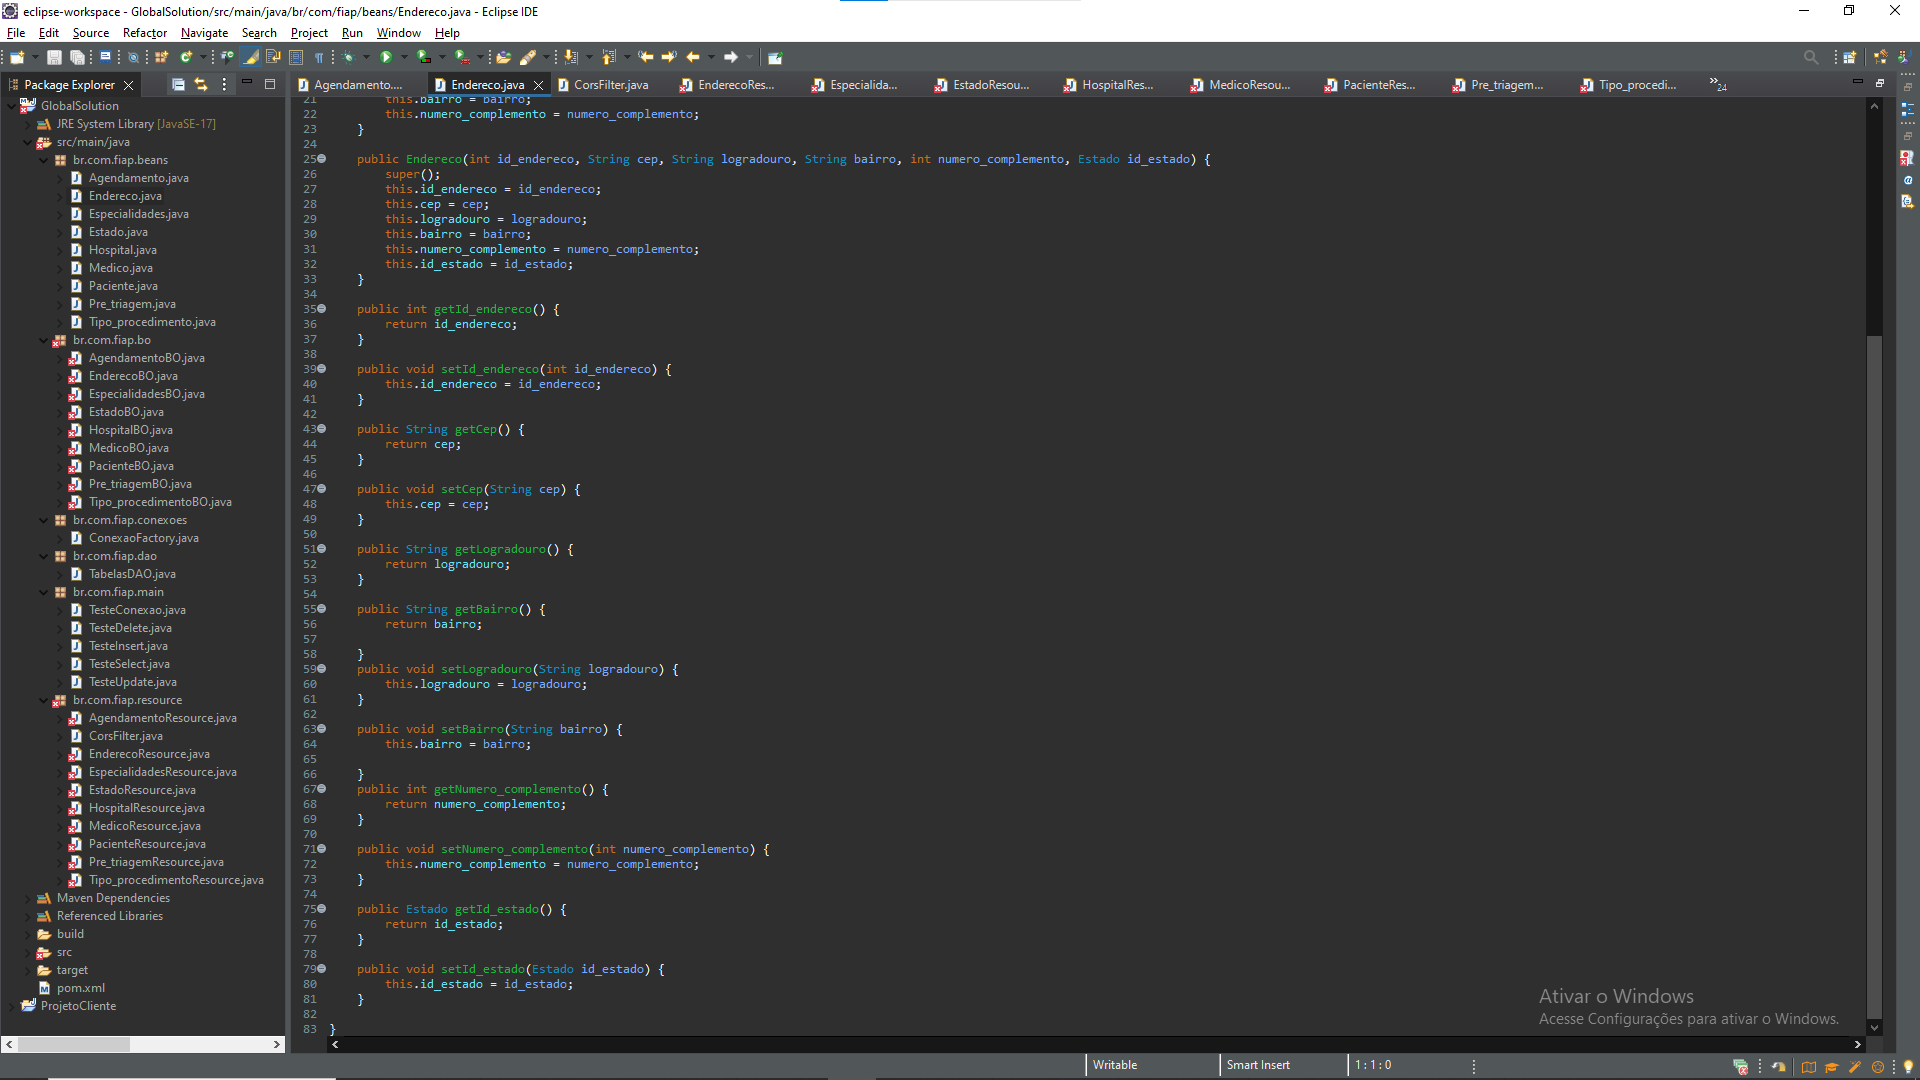 eclipse-workspace - GlobalSolution/src/main/java/br/com/fiap/beans/Endereco.java - Eclipse IDE
File Edit Source Refactor Navigate Search Project Run Window Help
Package Explorer
Agendamento.... Endereco.java CorsFilter.java EnderecoRes... Especialida... EstadoResou... HospitalRes... MedicoResou... PacienteRes... Pre_triagem... Tipo_procedi... »24
GlobalSolution
JRE System Library [JavaSE-17]
src/main/java
br.com.fiap.beans
Agendamento.java
Endereco.java
Especialidades.java
Estado.java
Hospital.java
Medico.java
Paciente.java
Pre_triagem.java
Tipo_procedimento.java
br.com.fiap.bo
AgendamentoBO.java
EnderecoBO.java
EspecialidadesBO.java
EstadoBO.java
HospitalBO.java
MedicoBO.java
PacienteBO.java
Pre_triagemBO.java
Tipo_procedimentoBO.java
br.com.fiap.conexoes
ConexaoFactory.java
br.com.fiap.dao
TabelasDAO.java
br.com.fiap.main
TesteConexao.java
TesteDelete.java
TesteInsert.java
TesteSelect.java
TesteUpdate.java
br.com.fiap.resource
AgendamentoResource.java
CorsFilter.java
EnderecoResource.java
EspecialidadesResource.java
EstadoResource.java
HospitalResource.java
MedicoResource.java
PacienteResource.java
Pre_triagemResource.java
Tipo_procedimentoResource.java
Maven Dependencies
Referenced Libraries
build
src
target
pom.xml
ProjetoCliente
21 this.bairro = bairro;
22 this.numero_complemento = numero_complemento;
23 }
24
25 public Endereco(int id_endereco, String cep, String logradouro, String bairro, int numero_complemento, Estado id_estado) {
26 super();
27 this.id_endereco = id_endereco;
28 this.cep = cep;
29 this.logradouro = logradouro;
30 this.bairro = bairro;
31 this.numero_complemento = numero_complemento;
32 this.id_estado = id_estado;
33 }
34
35 public int getId_endereco() {
36 return id_endereco;
37 }
38
39 public void setId_endereco(int id_endereco) {
40 this.id_endereco = id_endereco;
41 }
42
43 public String getCep() {
44 return cep;
45 }
46
47 public void setCep(String cep) {
48 this.cep = cep;
49 }
50
51 public String getLogradouro() {
52 return logradouro;
53 }
54
55 public String getBairro() {
56 return bairro;
57
58 }
59 public void setLogradouro(String logradouro) {
60 this.logradouro = logradouro;
61 }
62
63 public void setBairro(String bairro) {
64 this.bairro = bairro;
65
66 }
67 public int getNumero_complemento() {
68 return numero_complemento;
69 }
70
71 public void setNumero_complemento(int numero_complemento) {
72 this.numero_complemento = numero_complemento;
73 }
74
75 public Estado getId_estado() {
76 return id_estado;
77 }
78
79 public void setId_estado(Estado id_estado) {
80 this.id_estado = id_estado;
81 }
82
83 }
Ativar o Windows
Acesse Configurações para ativar o Windows.
Writable Smart Insert 1 : 1 : 0